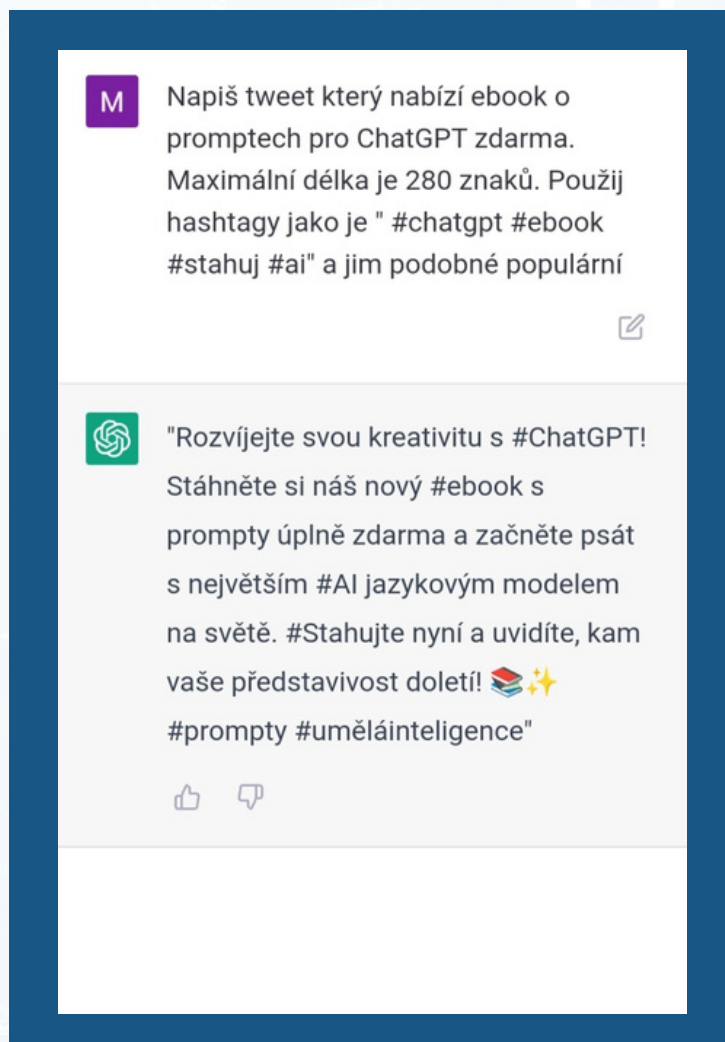 M
Napiš tweet který nabízí ebook o
promptech pro ChatGPT zdarma.
Maximální délka je 280 znaků. Použij
hashtagy jako je " #chatgpt #ebook
#stahuj #ai" a jim podobné populární
"Rozvíjejte svou kreativitu s #ChatGPT!
Stáhněte si náš nový #ebook s
prompty úplně zdarma a začněte psát
s největším #AI jazykovým modelem
na světě. #Stahujte nyní a uvidíte, kam
vaše představivost doletí! 📚✨
#prompty #uměláinteligence"